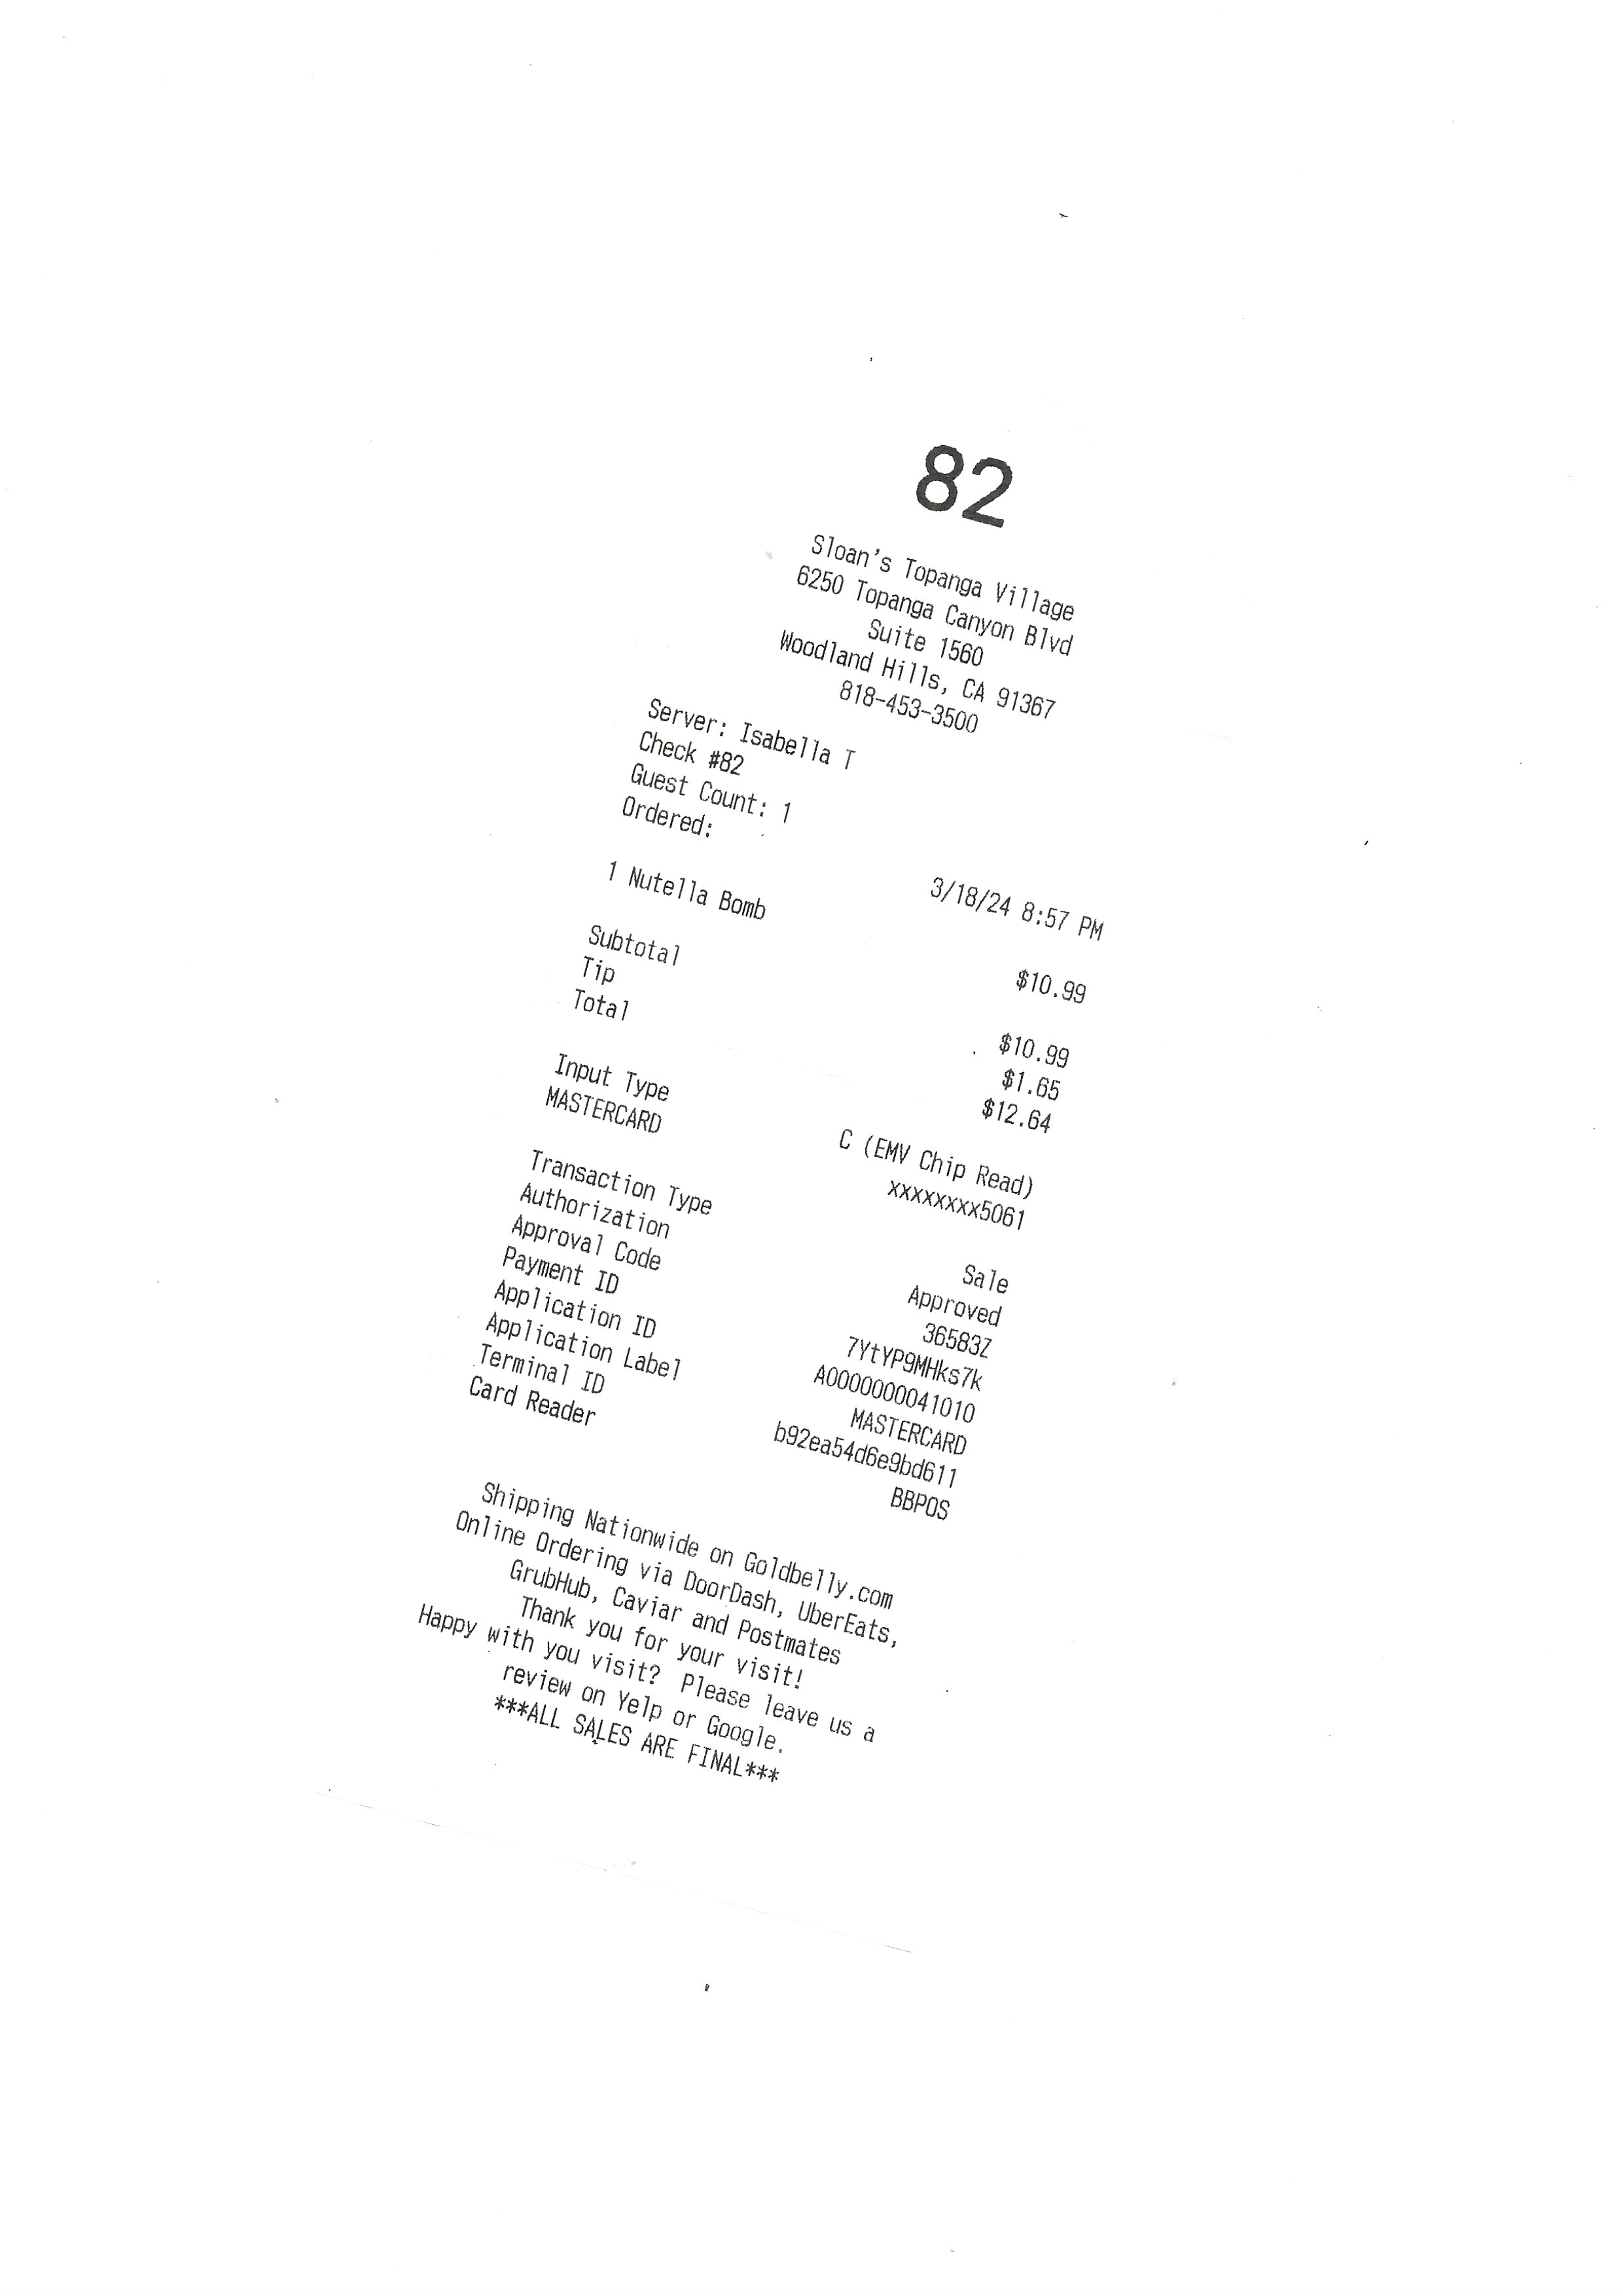 82
Sloan's Topanga Village
6250 Topanga Canyon Blvd
Suite 1560
Woodland Hills, CA 91367
818-453-3500
Server: Isabella T
Check #82
Guest Count: 1
Ordered: 3/18/24 8:57 PM
1 Nutella Bomb $10.99
Subtotal $10.99
Tip $1.65
Total $12.64
Input Type C (EMV Chip Read)
MASTERCARD xxxxxxxx5061
Transaction Type Sale
Authorization Approved
Approval Code 36583Z
Payment ID 7YtYP9MHks7k
Application ID A0000000041010
Application Label MASTERCARD
Terminal ID b92ea54d6e9bd611
Card Reader BBPOS
Shipping Nationwide on Goldbelly.com
Online Ordering via DoorDash, UberEats,
GrubHub, Caviar and Postmates
Thank you for your visit!
Happy with you visit? Please leave us a
review on Yelp or Google.
***ALL SALES ARE FINAL***